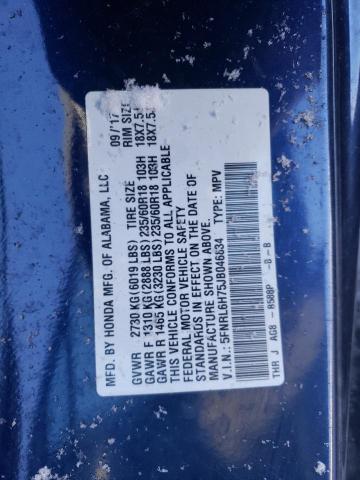 MFD. BY HONDA MFG. OF ALABAMA, LLC 09/17
GVWR 2730 KG(6019 LBS) TIRE SIZE RIM SIZE
GAWR F 1310 KG(2888 LBS) 235/60R18 103H 18X7.5
GAWR R 1465 KG(3230 LBS) 235/60R18 103H 18X7.5
THIS VEHICLE CONFORMS TO ALL APPLICABLE
FEDERAL MOTOR VEHICLE SAFETY
STANDARDS IN EFFECT ON THE DATE OF
MANUFACTURE SHOWN ABOVE.
V.I.N.: 5FNRL6H75JB046634 TYPE: MPV
THR J AG8 -B588P -B-B